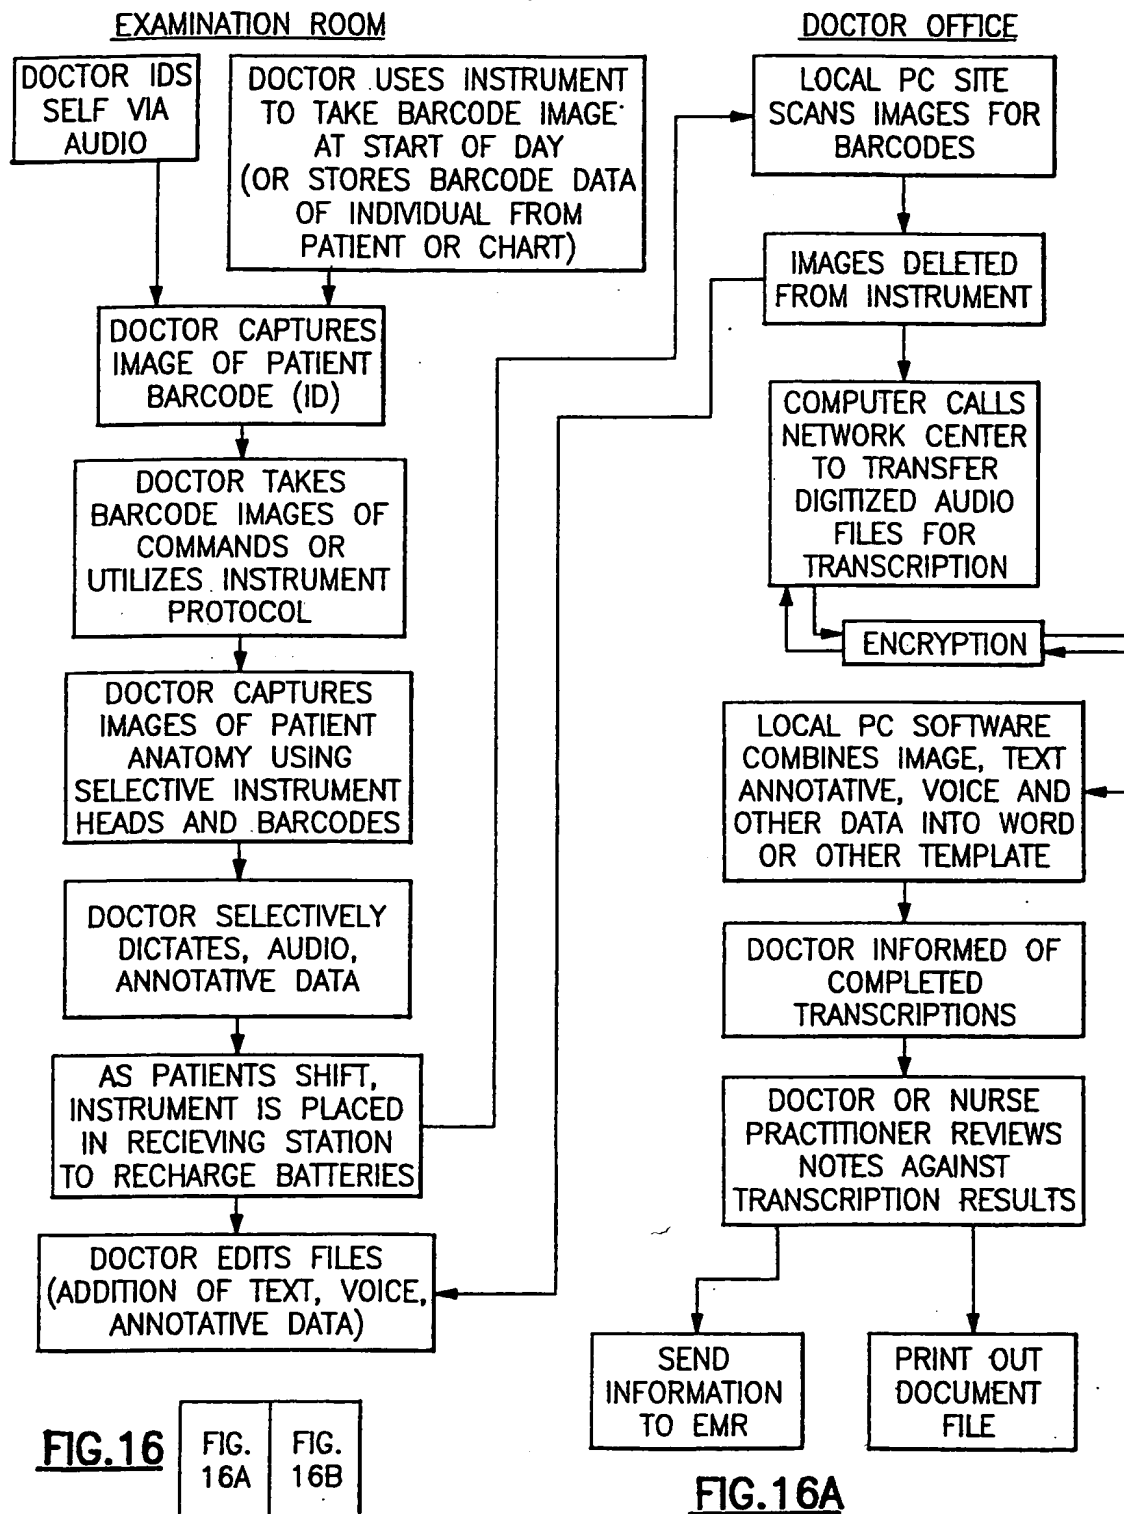 EXAMINATION ROOM
DOCTOR IDS
SELF VIA
AUDIO
DOCTOR USES INSTRUMENT
TO TAKE BARCODE IMAGE
AT START OF DAY
(OR STORES BARCODE DATA
OF INDIVIDUAL FROM
PATIENT OR CHART)
DOCTOR CAPTURES
IMAGE OF PATIENT
BARCODE (ID)
DOCTOR TAKES
BARCODE IMAGES OF
COMMANDS OR
UTILIZES INSTRUMENT
PROTOCOL
DOCTOR CAPTURES
IMAGES OF PATIENT
ANATOMY USING
SELECTIVE INSTRUMENT
HEADS AND BARCODES
DOCTOR SELECTIVELY
DICTATES, AUDIO,
ANNOTATIVE DATA
AS PATIENTS SHIFT,
INSTRUMENT IS PLACED
IN RECIEVING STATION
TO RECHARGE BATTERIES
DOCTOR EDITS FILES
(ADDITION OF TEXT, VOICE,
ANNOTATIVE DATA)
DOCTOR OFFICE
LOCAL PC SITE
SCANS IMAGES FOR
BARCODES
IMAGES DELETED
FROM INSTRUMENT
COMPUTER CALLS
NETWORK CENTER
TO TRANSFER
DIGITIZED AUDIO
FILES FOR
TRANSCRIPTION
ENCRYPTION
LOCAL PC SOFTWARE
COMBINES IMAGE, TEXT
ANNOTATIVE, VOICE AND
OTHER DATA INTO WORD
OR OTHER TEMPLATE
DOCTOR INFORMED OF
COMPLETED
TRANSCRIPTIONS
DOCTOR OR NURSE
PRACTITIONER REVIEWS
NOTES AGAINST
TRANSCRIPTION RESULTS
SEND
INFORMATION
TO EMR
PRINT OUT
DOCUMENT
FILE
FIG.16
FIG.
16A
FIG.
16B
FIG.16A